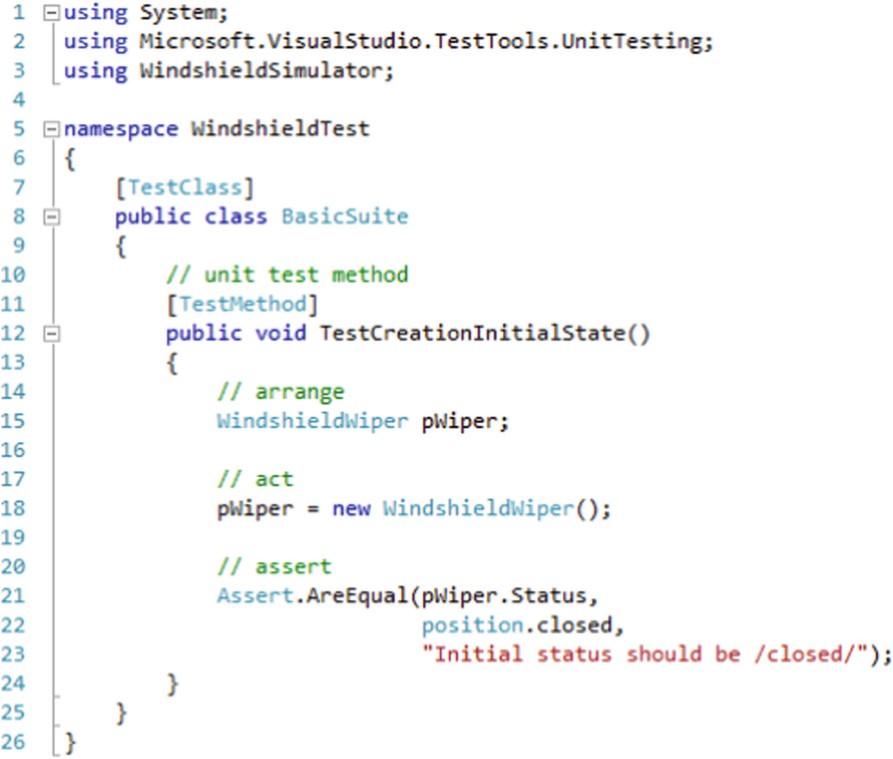 1 using System;
2 using Microsoft.VisualStudio.TestTools.UnitTesting;
3 using WindshieldSimulator;
4
5 namespace WindshieldTest
6 {
7     [TestClass]
8     public class BasicSuite
9     {
10         // unit test method
11         [TestMethod]
12         public void TestCreationInitialState()
13         {
14             // arrange
15             WindshieldWiper pWiper;
16
17             // act
18             pWiper = new WindshieldWiper();
19
20             // assert
21             Assert.AreEqual(pWiper.Status,
22                             position.closed,
23                             "Initial status should be /closed/");
24         }
25     }
26 }